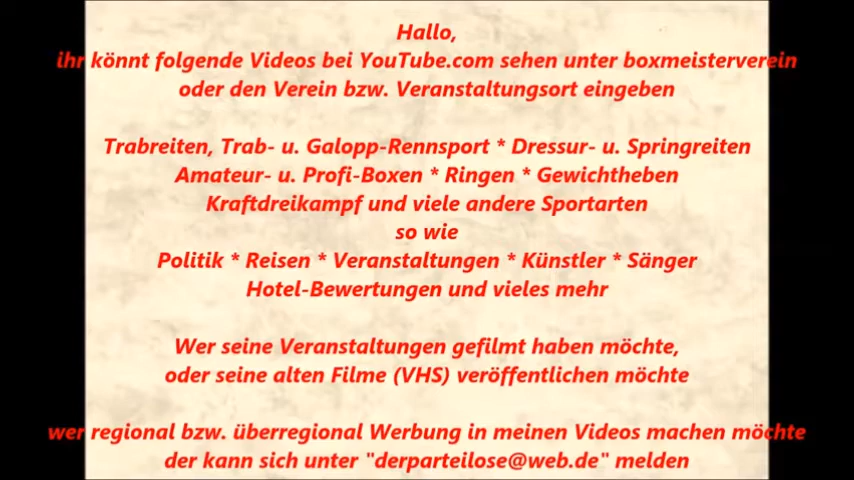 Hallo,
ihr könnt folgende Videos bei YouTube.com sehen unter boxmeisterverein
oder den Verein bzw. Veranstaltungsort eingeben
Trabreiten, Trab- u. Galopp-Rennsport * Dressur- u. Springreiten
Amateur- u. Profi-Boxen * Ringen * Gewichtheben
Kraftdreikampf und viele andere Sportarten
so wie
Politik * Reisen * Veranstaltungen * Künstler * Sänger
Hotel-Bewertungen und vieles mehr
Wer seine Veranstaltungen gefilmt haben möchte,
oder seine alten Filme (VHS) veröffentlichen möchte
wer regional bzw. überregional Werbung in meinen Videos machen möchte
der kann sich unter "derparteilose@web.de" melden